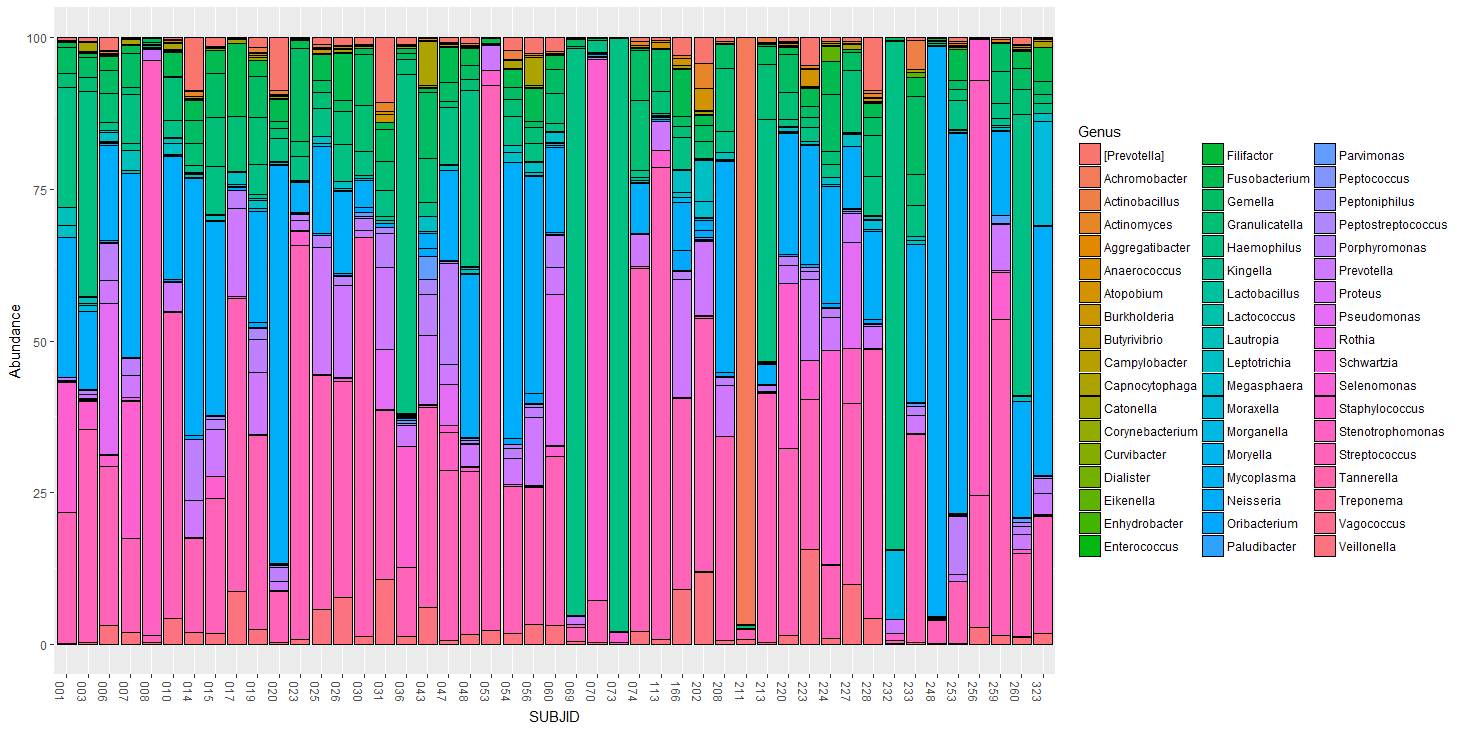 Abundance
100
75
50
25
0
001 003 006 007 008 010 014 015 017 019 020 023 025 026 030 031 036 043 047 048 053 054 056 060 069 070 073 074 113 166 202 208 211 213 220 223 224 227 228 232 233 248 253 256 259 260 323
SUBJID
Genus
[Prevotella]
Achromobacter
Actinobacillus
Actinomyces
Aggregatibacter
Anaerococcus
Atopobium
Burkholderia
Butyrivibrio
Campylobacter
Capnocytophaga
Catonella
Corynebacterium
Curvibacter
Dialister
Eikenella
Enhydrobacter
Enterococcus
Filifactor
Fusobacterium
Gemella
Granulicatella
Haemophilus
Kingella
Lactobacillus
Lactococcus
Lautropia
Leptotrichia
Megasphaera
Moraxella
Morganella
Moryella
Mycoplasma
Neisseria
Oribacterium
Paludibacter
Parvimonas
Peptococcus
Peptoniphilus
Peptostreptococcus
Porphyromonas
Prevotella
Proteus
Pseudomonas
Rothia
Schwartzia
Selenomonas
Staphylococcus
Stenotrophomonas
Streptococcus
Tannerella
Treponema
Vagococcus
Veillonella